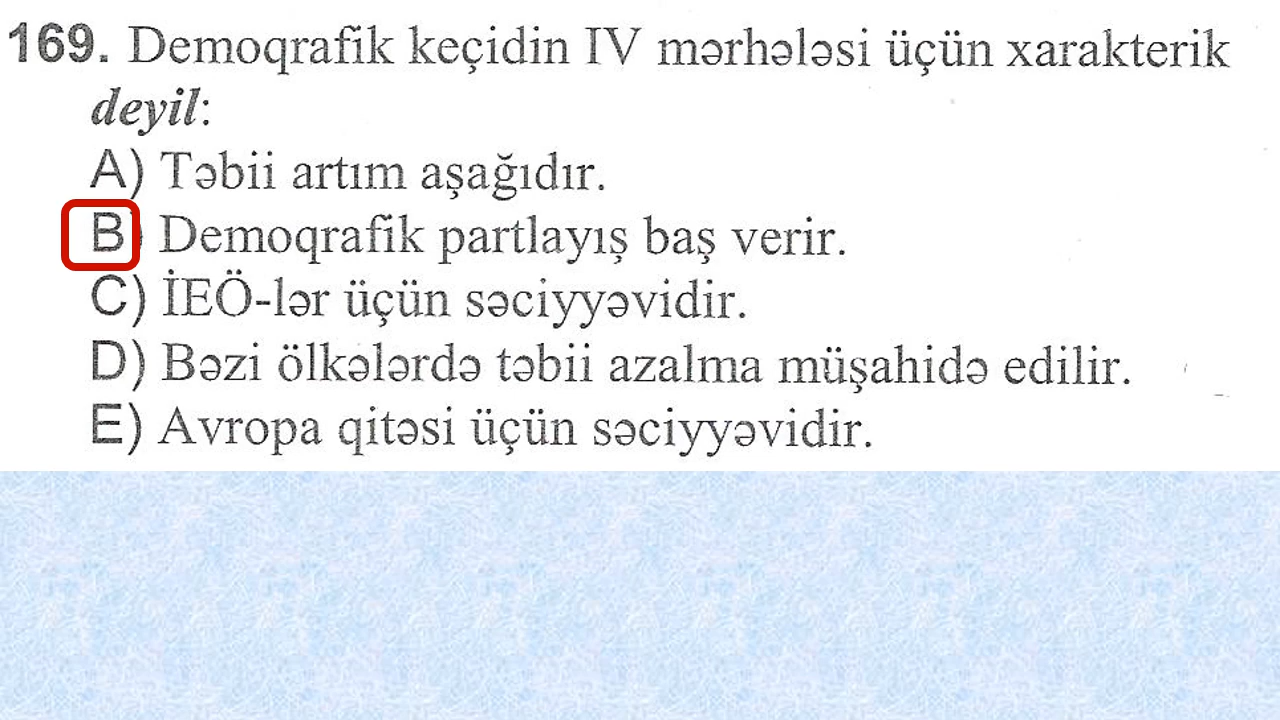 169. Demoqrafik keçidin IV mərhələsi üçün xarakterik
deyil:
A) Təbii artım aşağıdır.
B) Demoqrafik partlayış baş verir.
C) İEÖ-lər üçün səciyyəvidir.
D) Bəzi ölkələrdə təbii azalma müşahidə edilir.
E) Avropa qitəsi üçün səciyyəvidir.